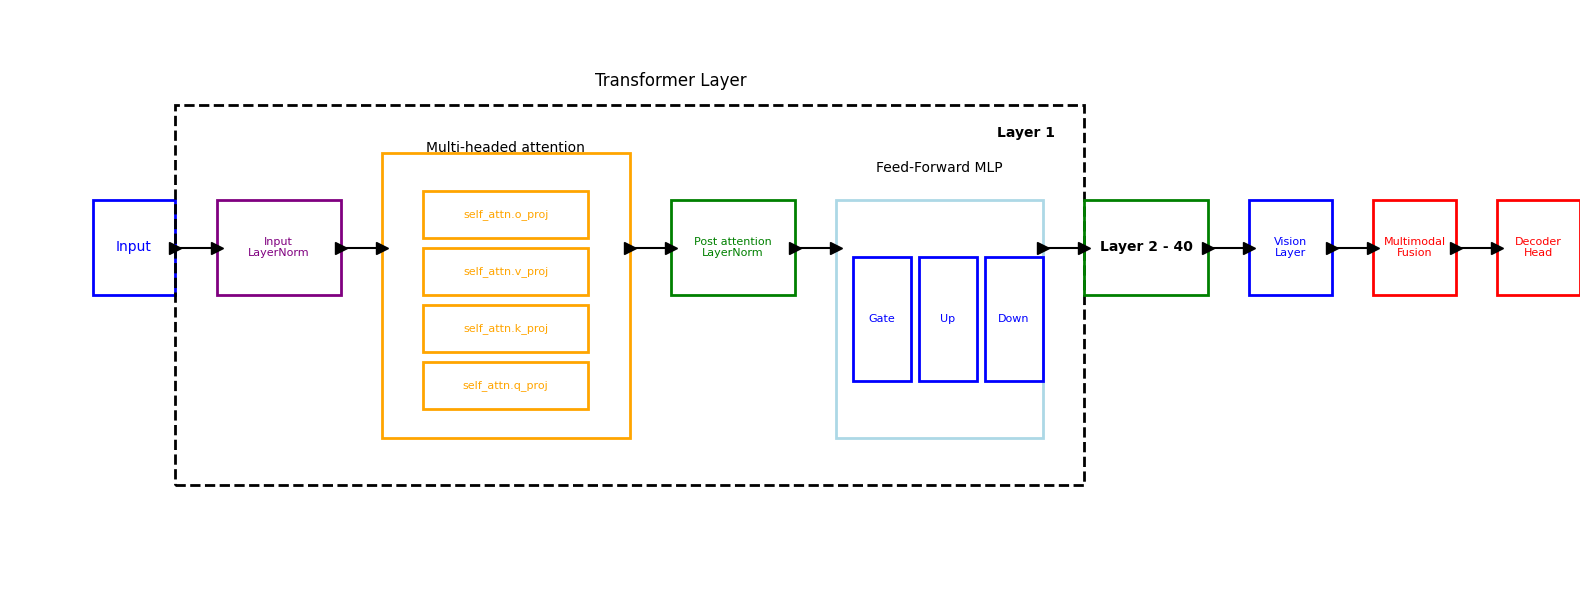 Transformer Layer
Layer 1
Multi-headed attention
Feed-Forward MLP
Input
Input
LayerNorm
self_attn.o_proj
self_attn.v_proj
self_attn.k_proj
self_attn.q_proj
Post attention
LayerNorm
Gate
Up
Down
Layer 2 - 40
Vision
Layer
Multimodal
Fusion
Decoder
Head